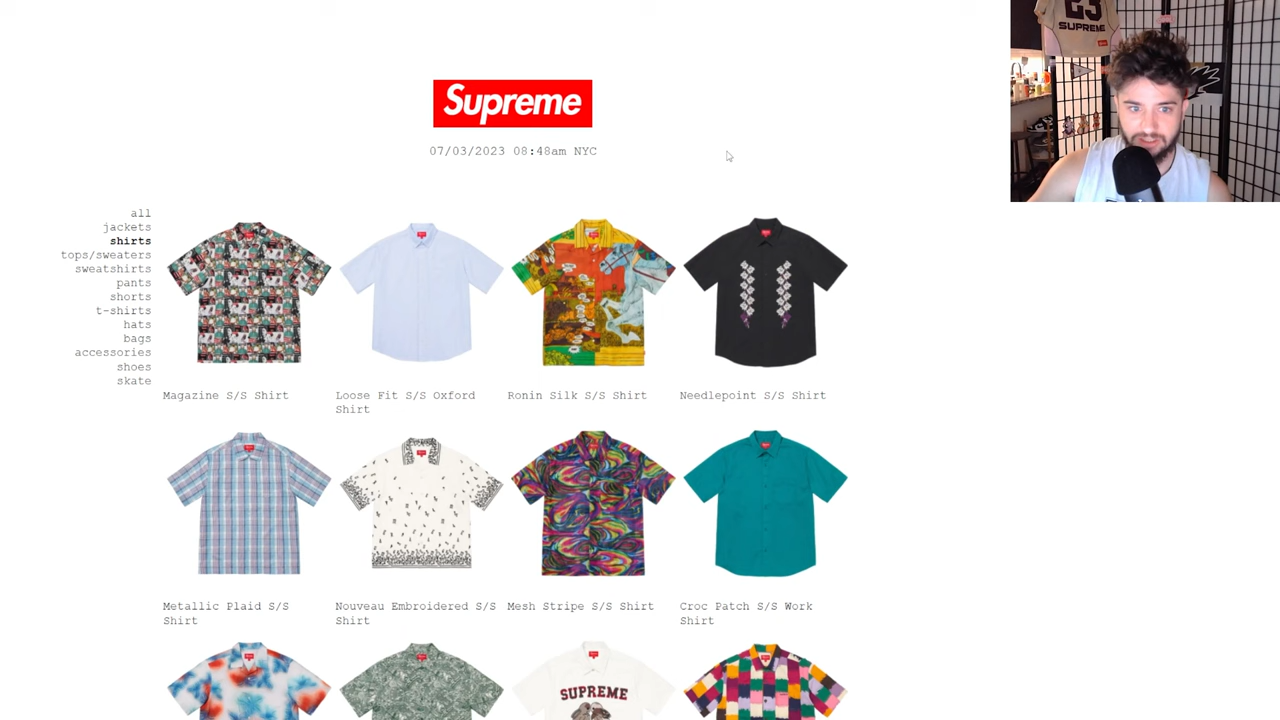 Supreme
07/03/2023 08:48am NYC
all
jackets
shirts
tops/sweaters
sweatshirts
pants
shorts
t-shirts
hats
bags
accessories
shoes
skate
Magazine S/S Shirt
Loose Fit S/S Oxford
Shirt
Ronin Silk S/S Shirt
Needlepoint S/S Shirt
Metallic Plaid S/S
Shirt
Nouveau Embroidered S/S
Shirt
Mesh Stripe S/S Shirt
Croc Patch S/S Work
Shirt
SUPREME
23
SUPREME